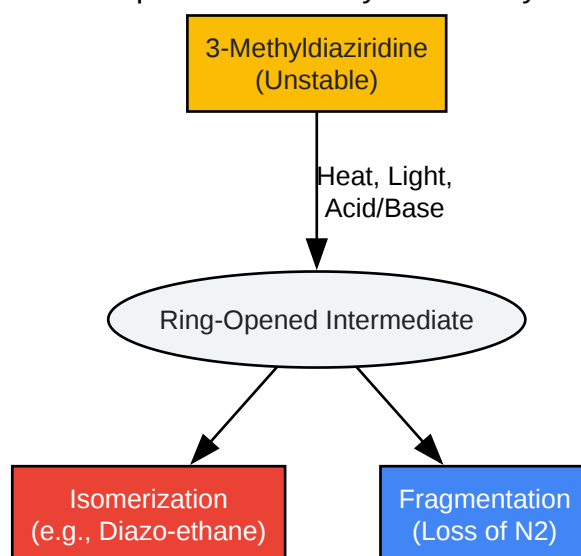 3-Methyldiaziridine
(Unstable)
Heat, Light,
Acid/Base
Ring-Opened Intermediate
Isomerization
(e.g., Diazo-ethane)
Fragmentation
(Loss of N2)